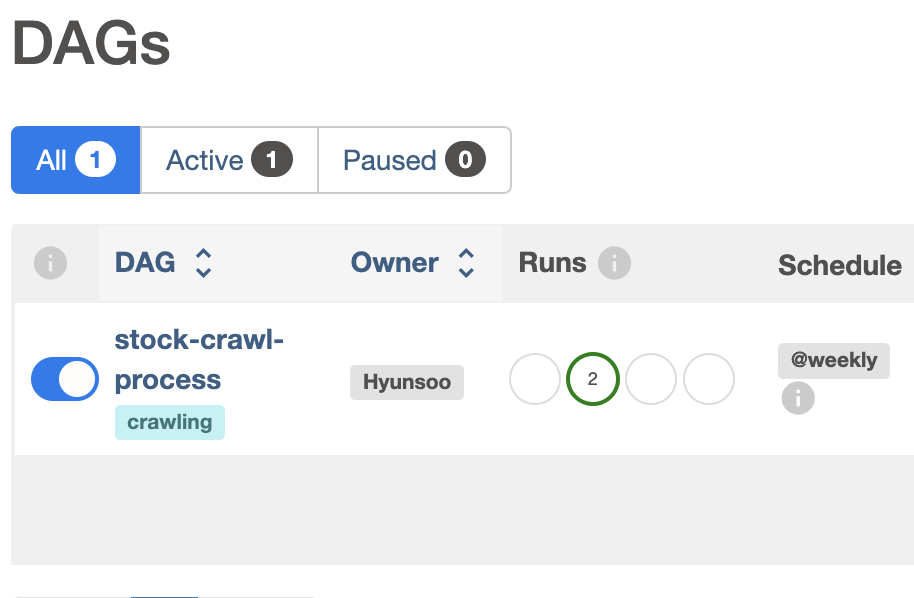 DAGs
All 1 Active 1 Paused 0
DAG Owner Runs Schedule
stock-crawl-
process
crawling
Hyunsoo
2
@weekly